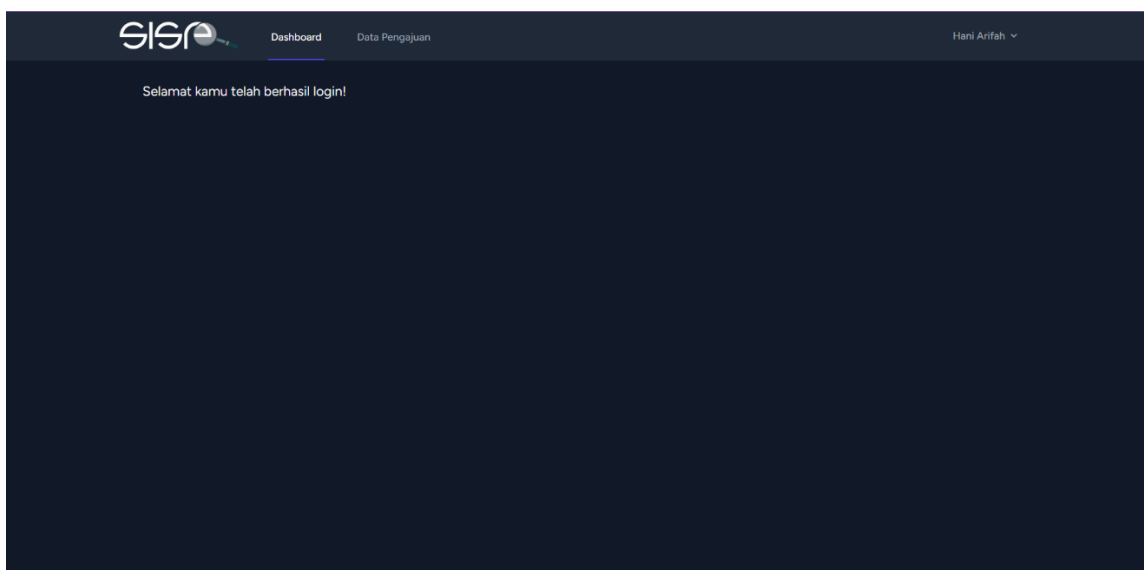 SISP
Dashboard
Data Pengajuan
Hani Arifah
Selamat kamu telah berhasil login!